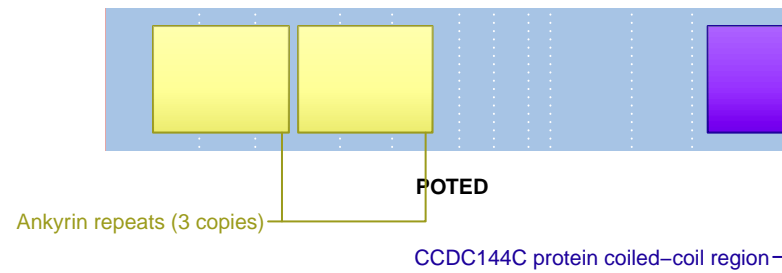 POTED
Ankyrin repeats (3 copies)
CCDC144C protein coiled−coil region